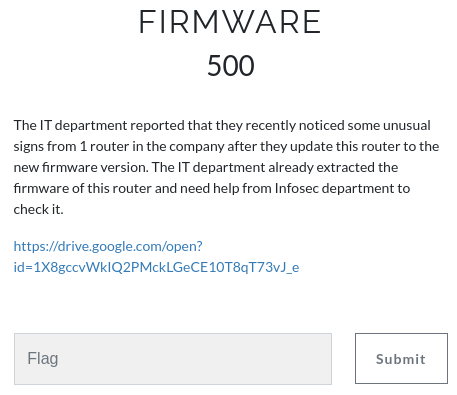 FIRMWARE
500
The IT department reported that they recently noticed some unusual
signs from 1 router in the company after they update this router to the
new firmware version. The IT department already extracted the
firmware of this router and need help from Infosec department to
check it.
https://drive.google.com/open?
id=1X8gccvWkIQ2PMckLGeCE10T8qT73vJ_e
Flag
Submit